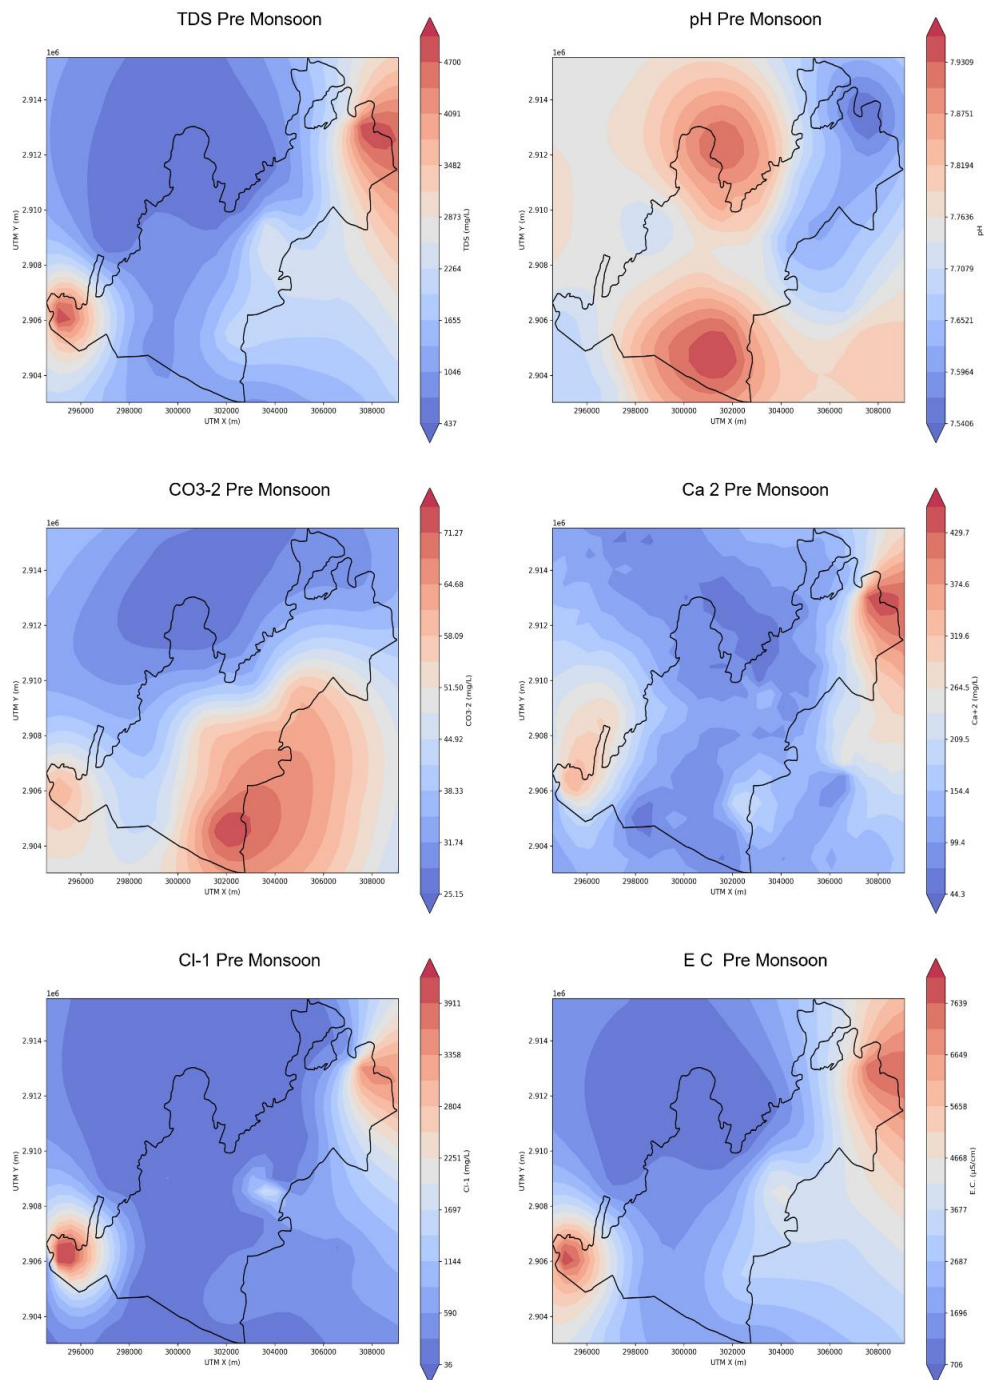 TDS Pre Monsoon
1e6
2.914
2.912
2.910
2.908
2.906
2.904
UTM Y (m)
296000 298000 300000 302000 304000 306000 308000
UTM X (m)
4700
4091
3482
2873
2264
1655
1046
437
TDS (mg/L)
pH Pre Monsoon
1e6
2.914
2.912
2.910
2.908
2.906
2.904
UTM Y (m)
296000 298000 300000 302000 304000 306000 308000
UTM X (m)
7.9309
7.8751
7.8194
7.7636
7.7079
7.6521
7.5964
7.5406
pH
CO3-2 Pre Monsoon
1e6
2.914
2.912
2.910
2.908
2.906
2.904
UTM Y (m)
296000 298000 300000 302000 304000 306000 308000
UTM X (m)
71.27
64.68
58.09
51.50
44.92
38.33
31.74
25.15
CO3-2 (mg/L)
Ca 2 Pre Monsoon
1e6
2.914
2.912
2.910
2.908
2.906
2.904
UTM Y (m)
296000 298000 300000 302000 304000 306000 308000
UTM X (m)
429.7
374.6
319.6
264.5
209.5
154.4
99.4
44.3
Ca+2 (mg/L)
Cl-1 Pre Monsoon
1e6
2.914
2.912
2.910
2.908
2.906
2.904
UTM Y (m)
296000 298000 300000 302000 304000 306000 308000
UTM X (m)
3911
3358
2804
2251
1697
1144
590
36
Cl-1 (mg/L)
E C Pre Monsoon
1e6
2.914
2.912
2.910
2.908
2.906
2.904
UTM Y (m)
296000 298000 300000 302000 304000 306000 308000
UTM X (m)
7639
6649
5658
4668
3677
2687
1696
706
E.C. (µS/cm)